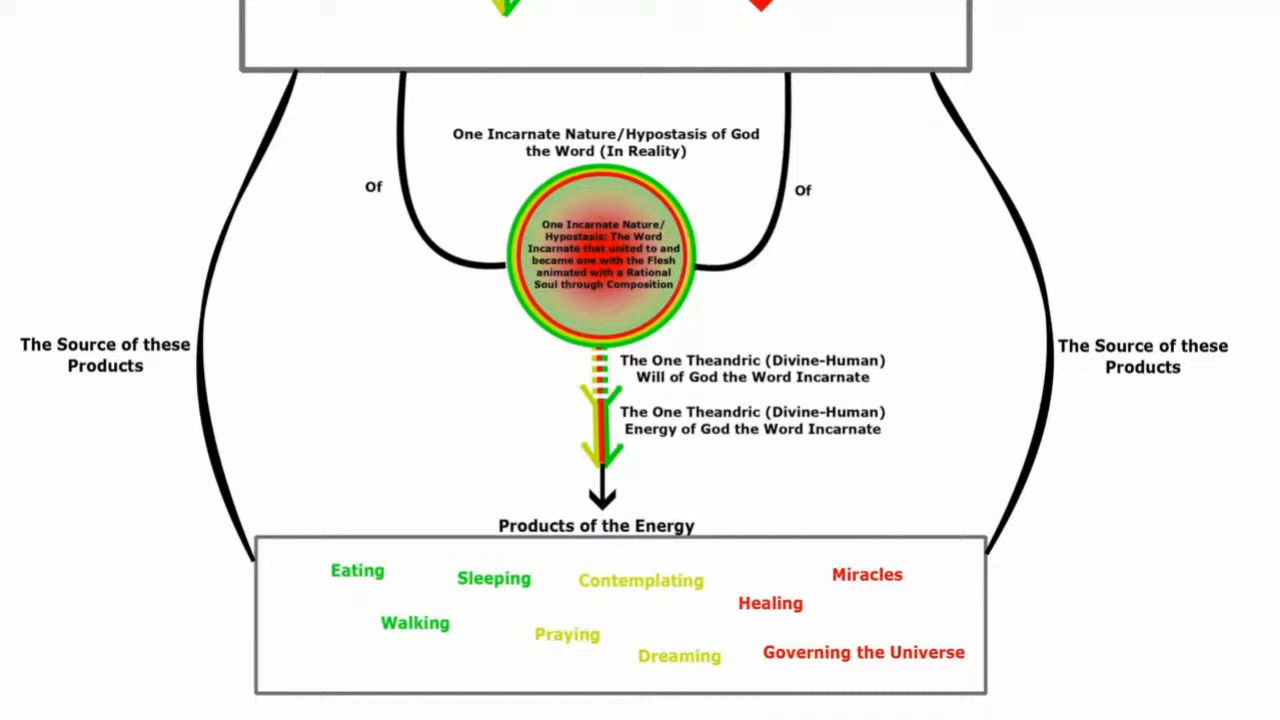 One Incarnate Nature/Hypostasis of God
the Word (In Reality)
Of
Of
One Incarnate Nature/
Hypostasis: The Word
Incarnate that united to and
became one with the Flesh
animated with a Rational
Soul through Composition
The Source of these
Products
The Source of these
Products
The One Theandric (Divine-Human)
Will of God the Word Incarnate
The One Theandric (Divine-Human)
Energy of God the Word Incarnate
Products of the Energy
Eating
Sleeping
Contemplating
Miracles
Healing
Walking
Praying
Dreaming
Governing the Universe